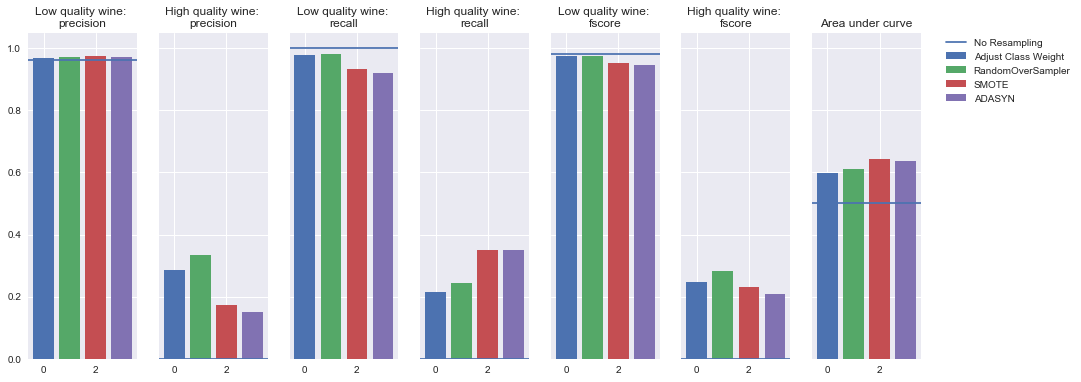 Low quality wine:
precision
High quality wine:
precision
Low quality wine:
recall
High quality wine:
recall
Low quality wine:
fscore
High quality wine:
fscore
Area under curve
No Resampling
Adjust Class Weight
RandomOverSampler
SMOTE
ADASYN
1.0
0.8
0.6
0.4
0.2
0.0
0 2
0 2
0 2
0 2
0 2
0 2
0 2